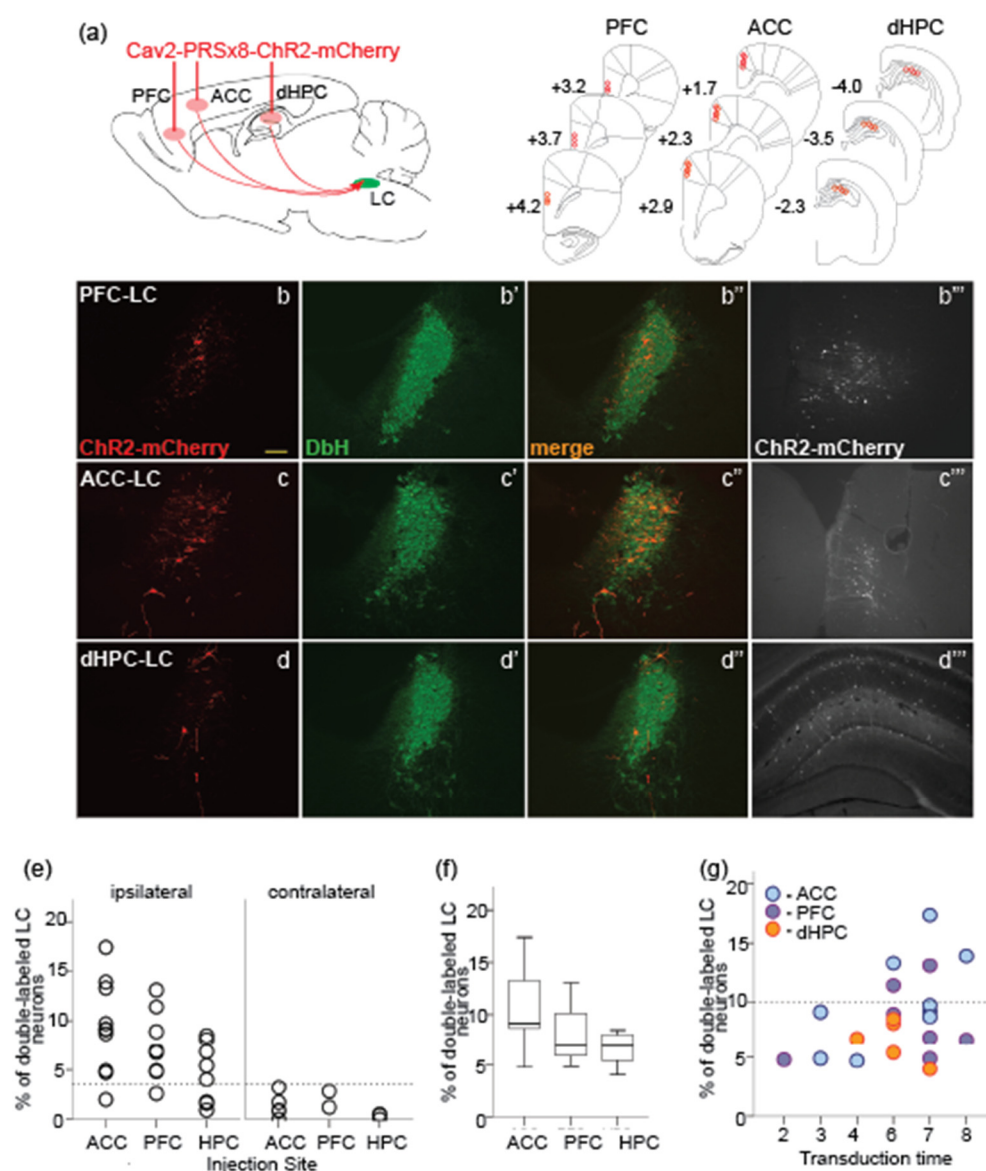 (a)
Cav2-PRSx8-ChR2-mCherry
PFC
ACC
dHPC
LC
PFC
ACC
dHPC
+3.2
+1.7
-4.0
+3.7
+2.3
-3.5
+4.2
+2.9
-2.3
PFC-LC
b
b'
b''
b'''
ChR2-mCherry
DbH
merge
ChR2-mCherry
ACC-LC
c
c'
c''
c'''
dHPC-LC
d
d'
d''
d'''
(e)
ipsilateral
contralateral
% of double-labeled LC
neurons
20
15
10
5
0
ACC
PFC
HPC
ACC
PFC
HPC
Injection Site
(f)
% of double-labeled LC
neurons
20
15
10
5
0
ACC
PFC
HPC
(g)
% of double-labeled LC
neurons
20
15
10
5
0
- ACC
- PFC
- dHPC
2
3
4
6
7
8
Transduction time